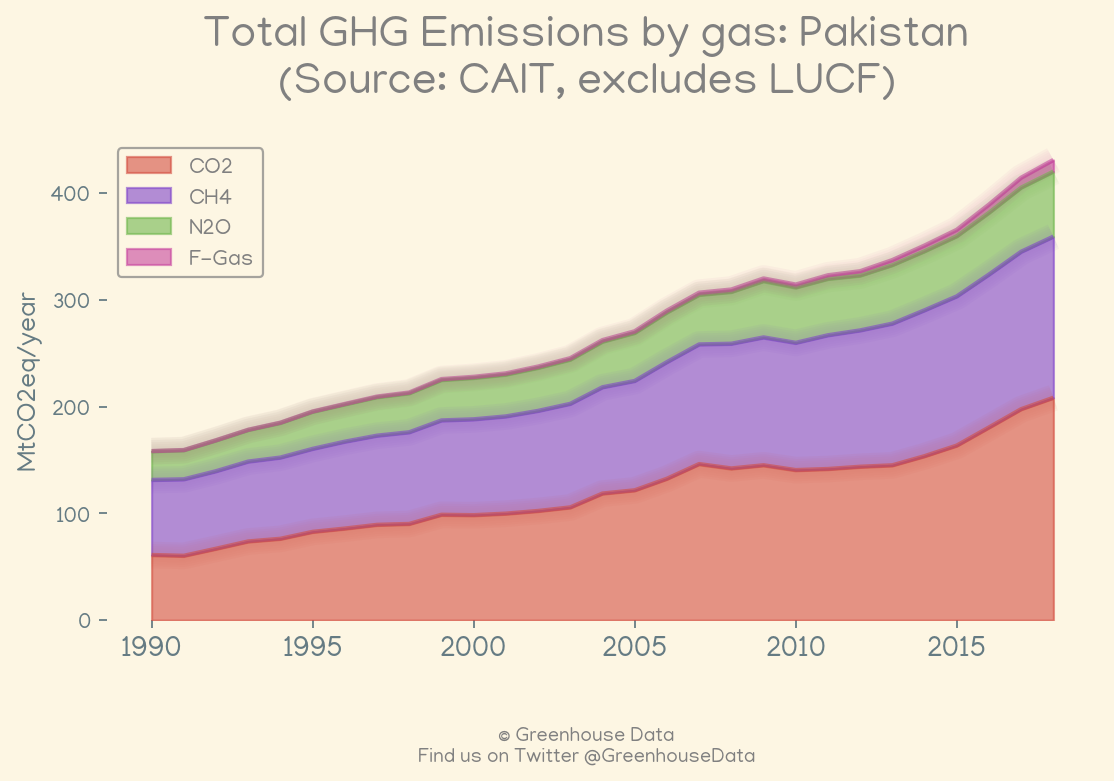 Total GHG Emissions by gas: Pakistan
(Source: CAIT, excludes LUCF)
CO2
CH4
N2O
F-Gas
MtCO2eq/year
400
300
200
100
0
1990 1995 2000 2005 2010 2015
© Greenhouse Data
Find us on Twitter @GreenhouseData